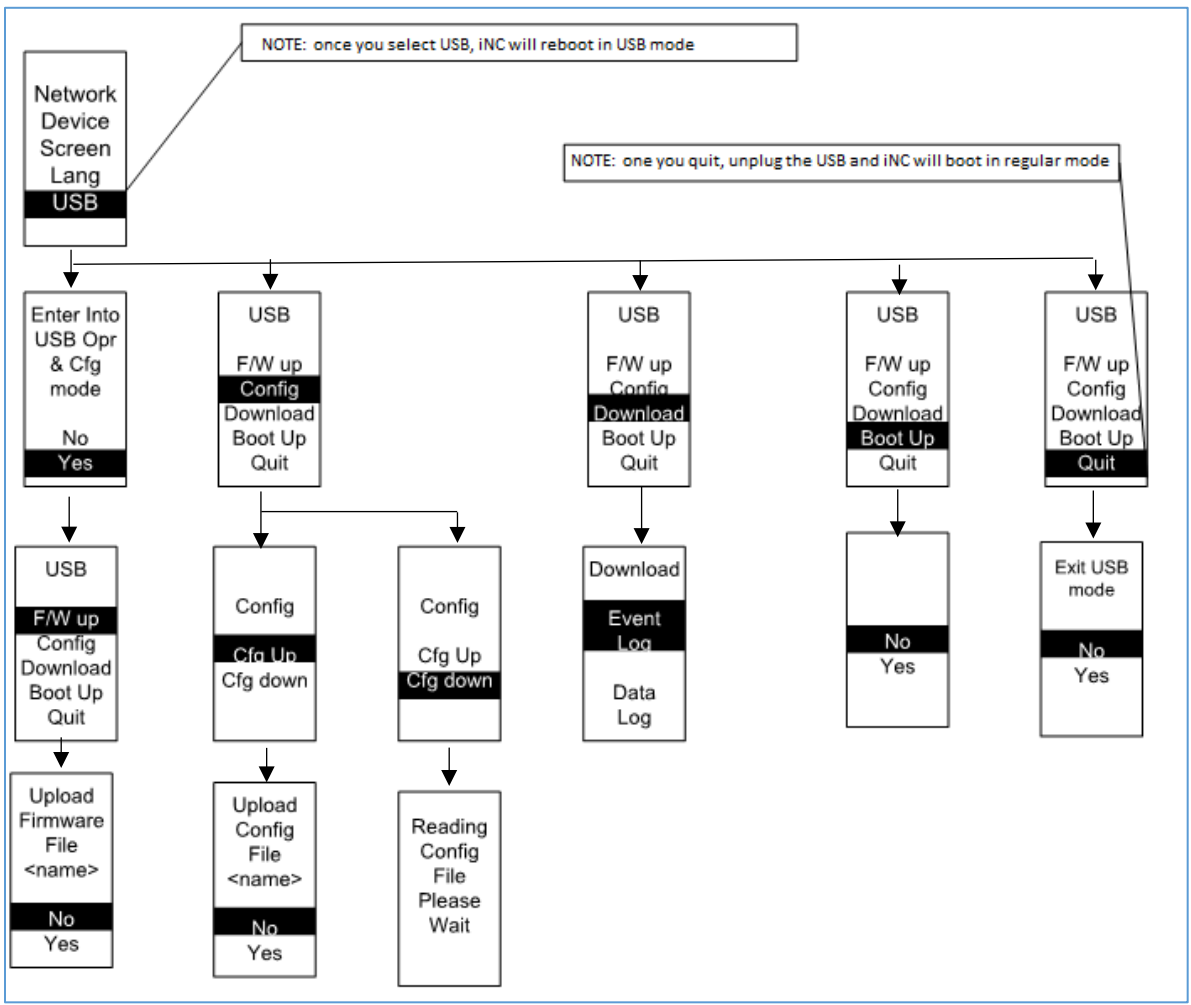 NOTE: once you select USB, iNC will reboot in USB mode
Network
Device
Screen
Lang
USB
NOTE: one you quit, unplug the USB and iNC will boot in regular mode
Enter Into
USB Opr
& Cfg
mode
No
Yes
USB
F/W up
Config
Download
Boot Up
Quit
USB
F/W up
Config
Download
Boot Up
Quit
USB
F/W up
Config
Download
Boot Up
Quit
USB
F/W up
Config
Download
Boot Up
Quit
USB
F/W up
Config
Download
Boot Up
Quit
Config
Cfg Up
Cfg down
Config
Cfg Up
Cfg down
Download
Event
Log
Data
Log
No
Yes
Exit USB
mode
No
Yes
Upload
Firmware
File
<name>
No
Yes
Upload
Config
File
<name>
No
Yes
Reading
Config
File
Please
Wait